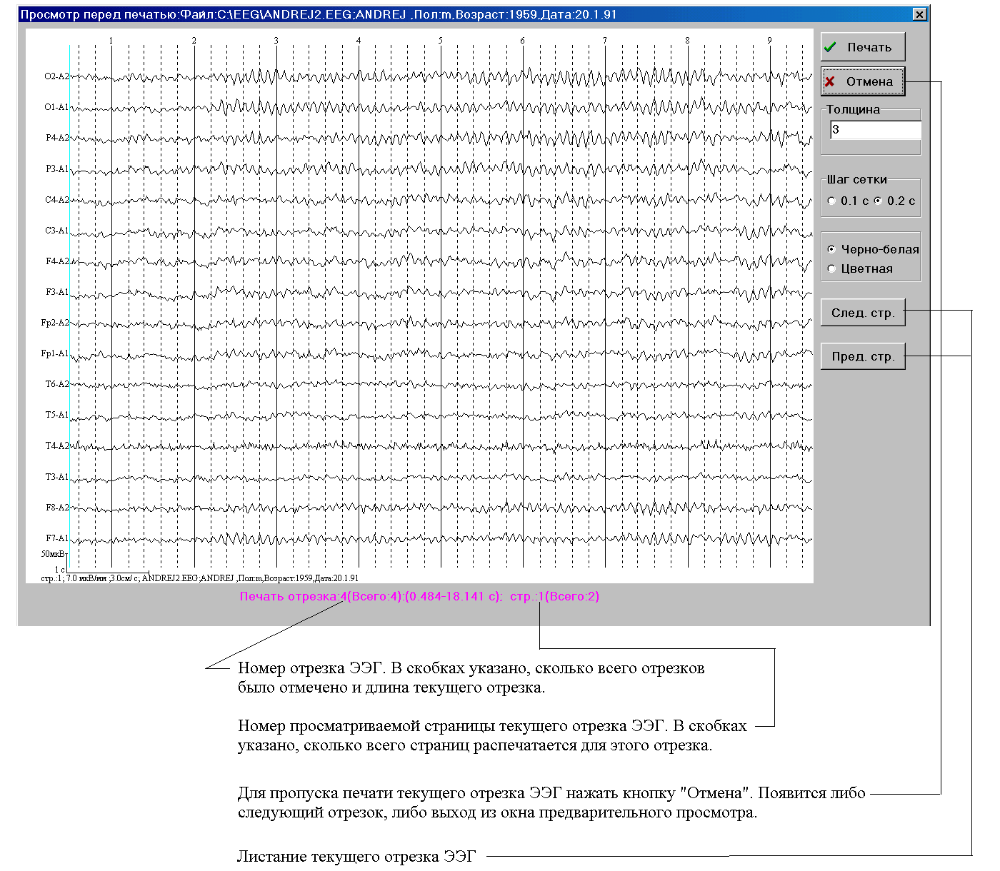 Просмотр перед печатью:Файл:C:\EEG\ANDREJ2.EEG;ANDREJ ,Пол:m,Возраст:1959,Дата:20.1.91
1 2 3 4 5 6 7 8 9
O2-A2
O1-A1
P4-A2
P3-A1
C4-A2
C3-A1
F4-A2
F3-A1
Fp2-A2
Fp1-A1
T6-A2
T5-A1
T4-A2
T3-A1
F8-A2
F7-A1
50мкВ
1 с
стр.:1; 7.0 мкВ/мм ;3.0см/ с; ANDREJ2.EEG;ANDREJ ,Пол:m,Возраст:1959,Дата:20.1.91
Печать
Отмена
Толщина
3
Шаг сетки
0.1 с 0.2 с
Черно-белая
Цветная
След. стр.
Пред. стр.
Печать отрезка:4(Всего:4):(0.484-18.141 с); стр.:1(Всего:2)
Номер отрезка ЭЭГ. В скобках указано, сколько всего отрезков
было отмечено и длина текущего отрезка.
Номер просматриваемой страницы текущего отрезка ЭЭГ. В скобках
указано, сколько всего страниц распечатается для этого отрезка.
Для пропуска печати текущего отрезка ЭЭГ нажать кнопку "Отмена". Появится либо
следующий отрезок, либо выход из окна предварительного просмотра.
Листание текущего отрезка ЭЭГ